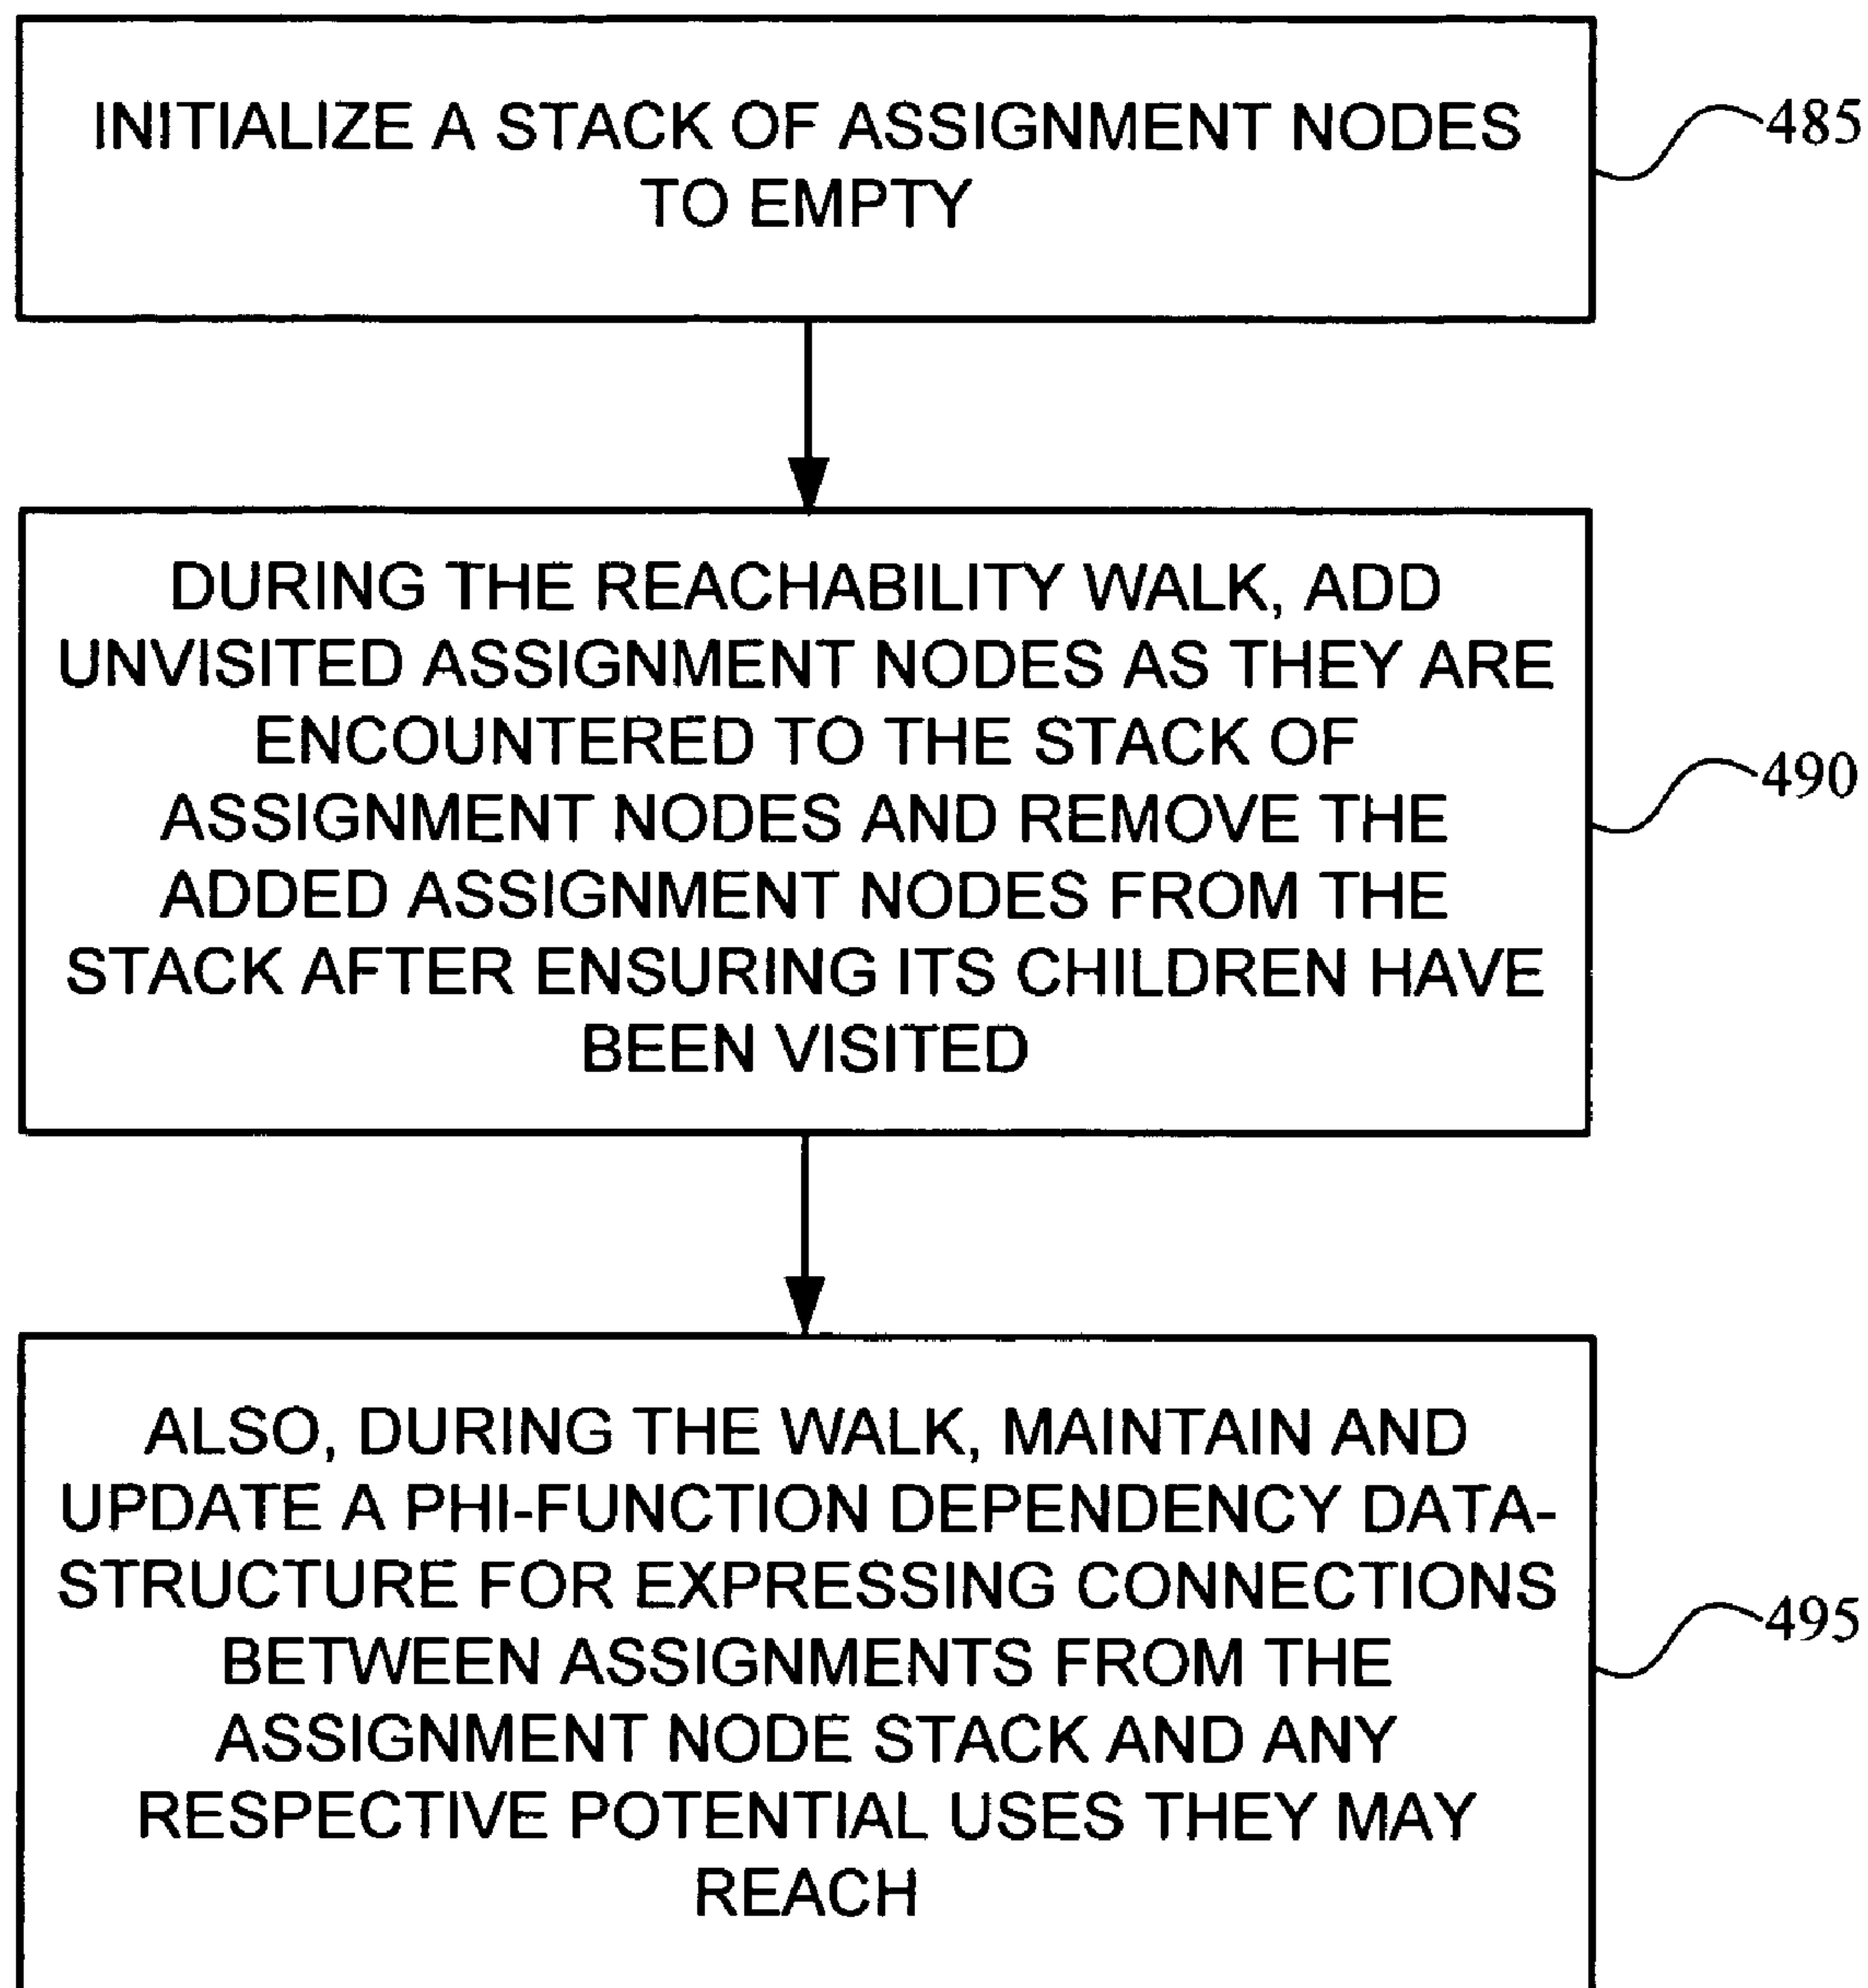 INITIALIZE A STACK OF ASSIGNMENT NODES
TO EMPTY
485
DURING THE REACHABILITY WALK, ADD
UNVISITED ASSIGNMENT NODES AS THEY ARE
ENCOUNTERED TO THE STACK OF
ASSIGNMENT NODES AND REMOVE THE
ADDED ASSIGNMENT NODES FROM THE
STACK AFTER ENSURING ITS CHILDREN HAVE
BEEN VISITED
490
ALSO, DURING THE WALK, MAINTAIN AND
UPDATE A PHI-FUNCTION DEPENDENCY DATA-
STRUCTURE FOR EXPRESSING CONNECTIONS
BETWEEN ASSIGNMENTS FROM THE
ASSIGNMENT NODE STACK AND ANY
RESPECTIVE POTENTIAL USES THEY MAY
REACH
495